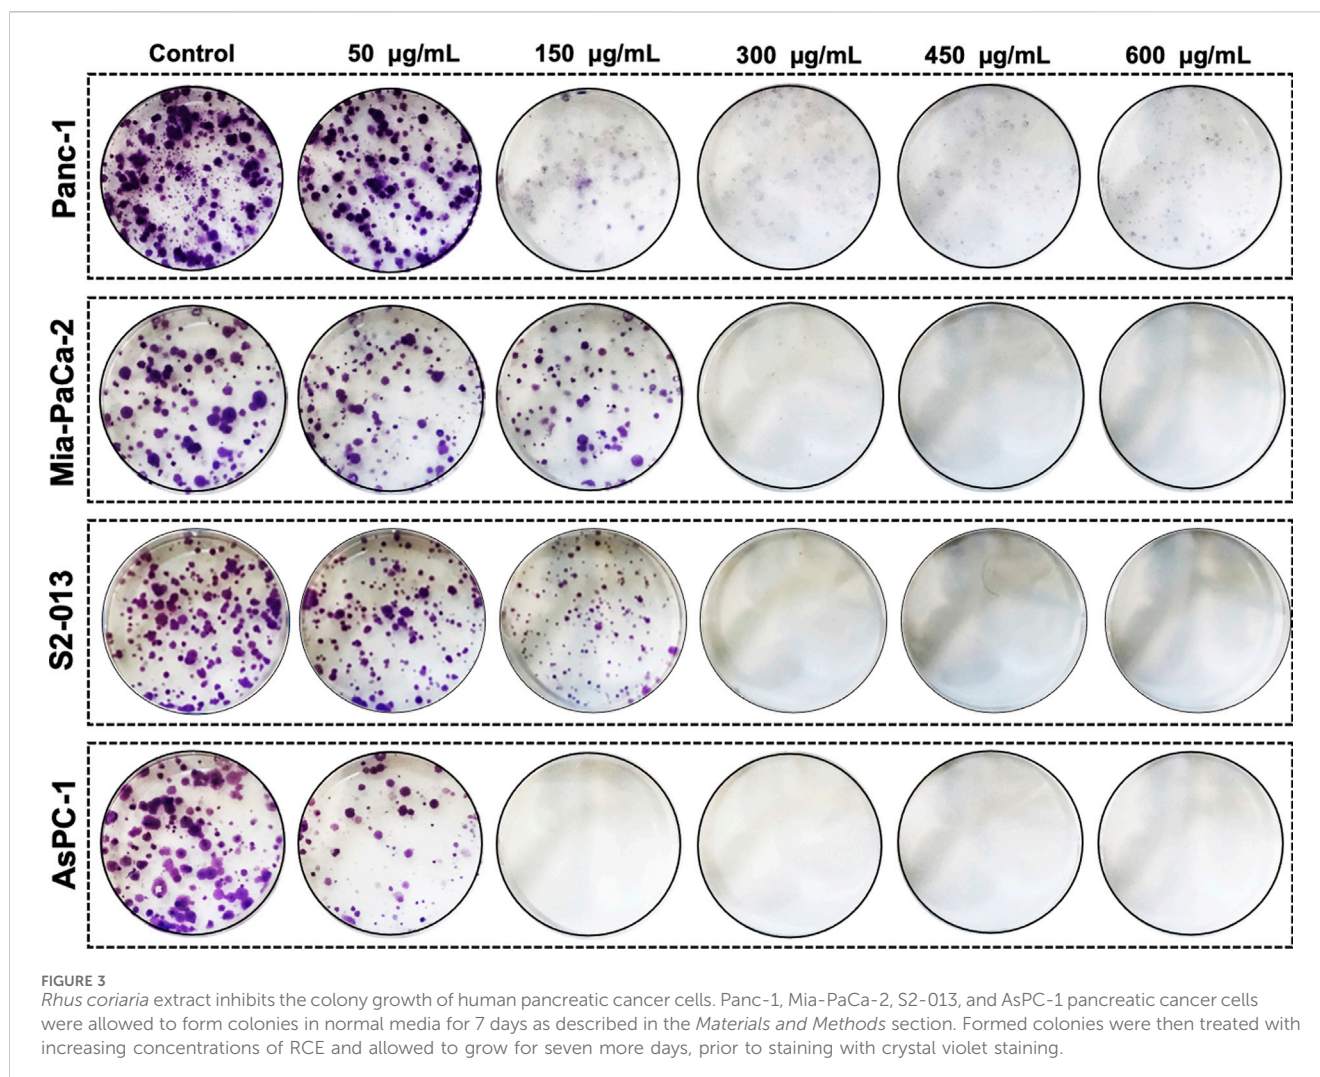 Control 50 µg/mL 150 µg/mL 300 µg/mL 450 µg/mL 600 µg/mL
Panc-1
Mia-PaCa-2
S2-013
AsPC-1
FIGURE 3
Rhus coriaria extract inhibits the colony growth of human pancreatic cancer cells. Panc-1, Mia-PaCa-2, S2-013, and AsPC-1 pancreatic cancer cells
were allowed to form colonies in normal media for 7 days as described in the Materials and Methods section. Formed colonies were then treated with
increasing concentrations of RCE and allowed to grow for seven more days, prior to staining with crystal violet staining.